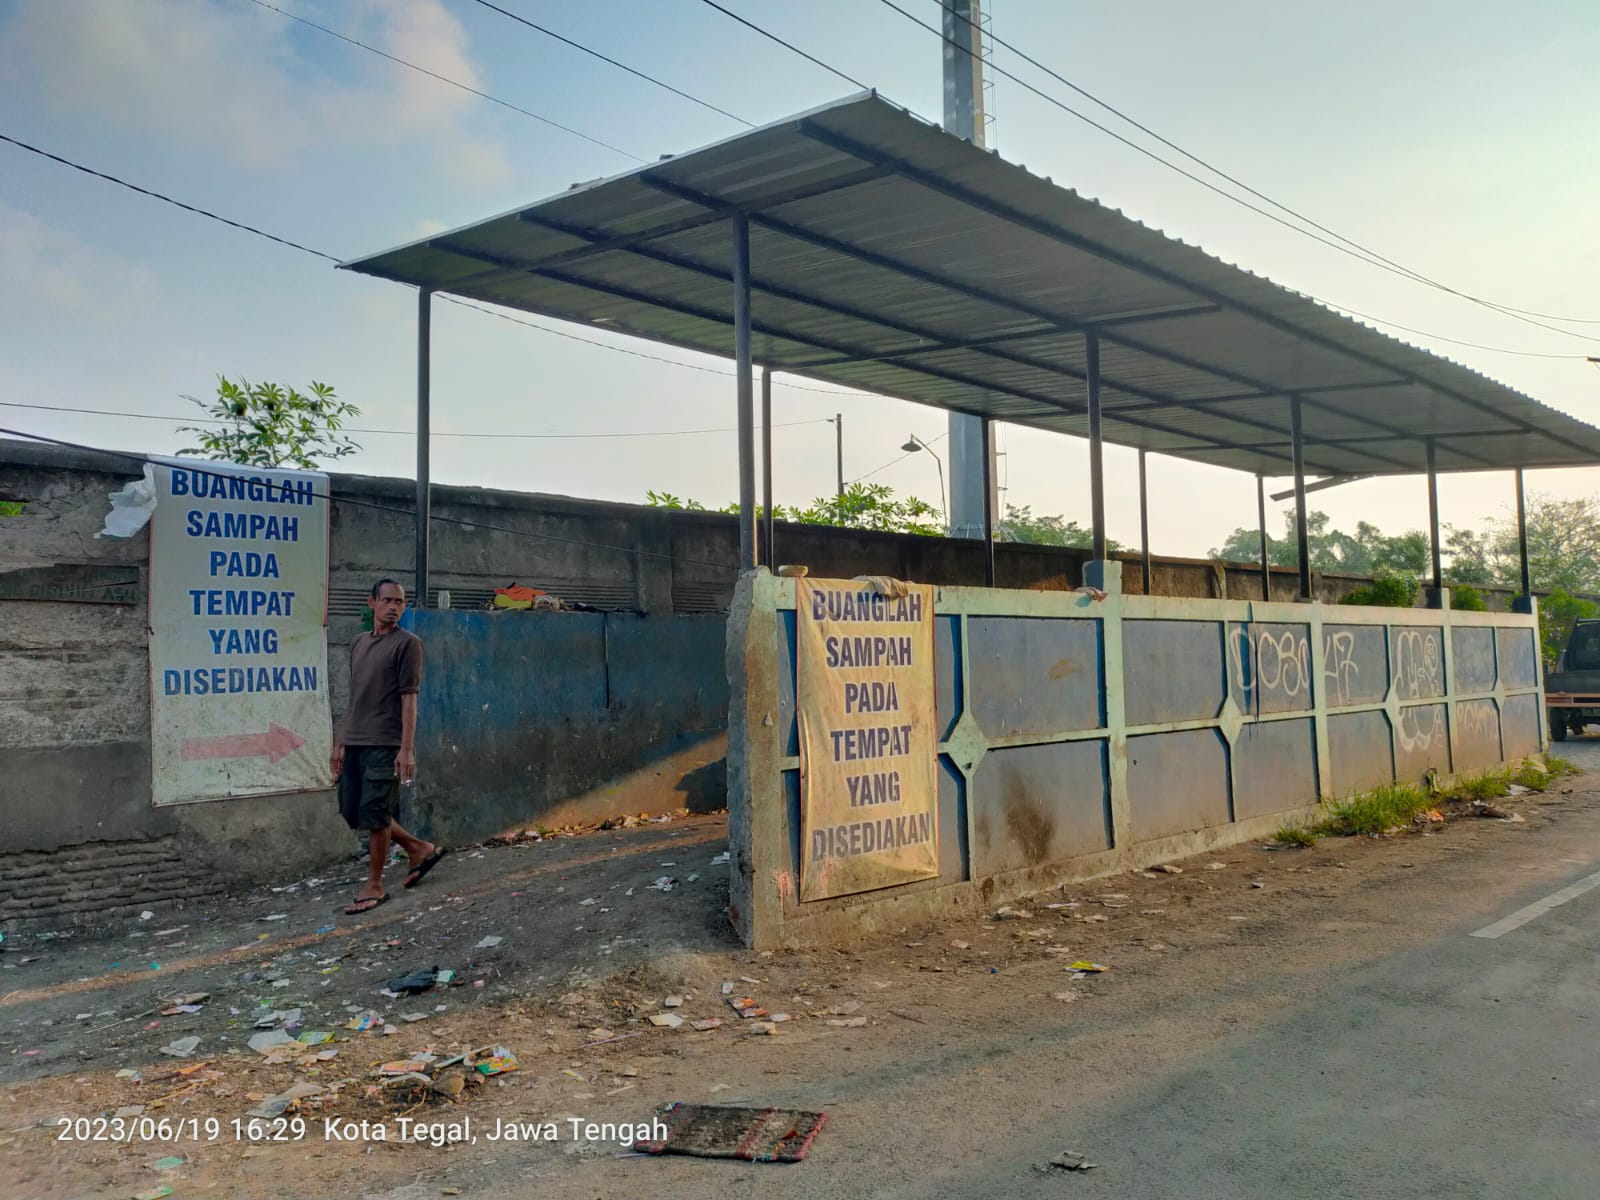 BUANGLAH
SAMPAH
PADA
TEMPAT
YANG
DISEDIAKAN
BUANGLAH
SAMPAH
PADA
TEMPAT
YANG
DISEDIAKAN
2023/06/19 16:29 Kota Tegal, Jawa Tengah